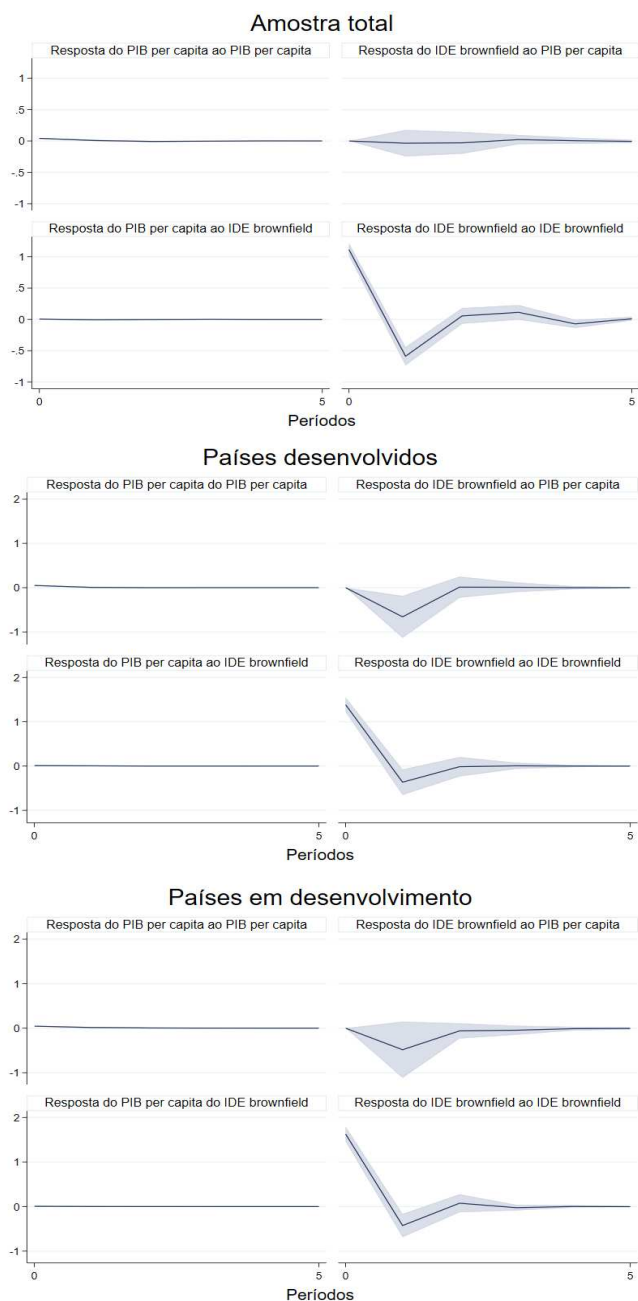 Amostra total
Resposta do PIB per capita ao PIB per capita
Resposta do IDE brownfield ao PIB per capita
1
.5
0
-.5
-1
Resposta do PIB per capita ao IDE brownfield
Resposta do IDE brownfield ao IDE brownfield
1
.5
0
-.5
-1
0 5 0 5
Períodos
Países desenvolvidos
Resposta do PIB per capita do PIB per capita
Resposta do IDE brownfield ao PIB per capita
2
1
0
-1
Resposta do PIB per capita ao IDE brownfield
Resposta do IDE brownfield ao IDE brownfield
2
1
0
-1
0 5 0 5
Períodos
Países em desenvolvimento
Resposta do PIB per capita ao PIB per capita
Resposta do IDE brownfield ao PIB per capita
2
1
0
-1
Resposta do PIB per capita do IDE brownfield
Resposta do IDE brownfield ao IDE brownfield
2
1
0
-1
0 5 0 5
Períodos